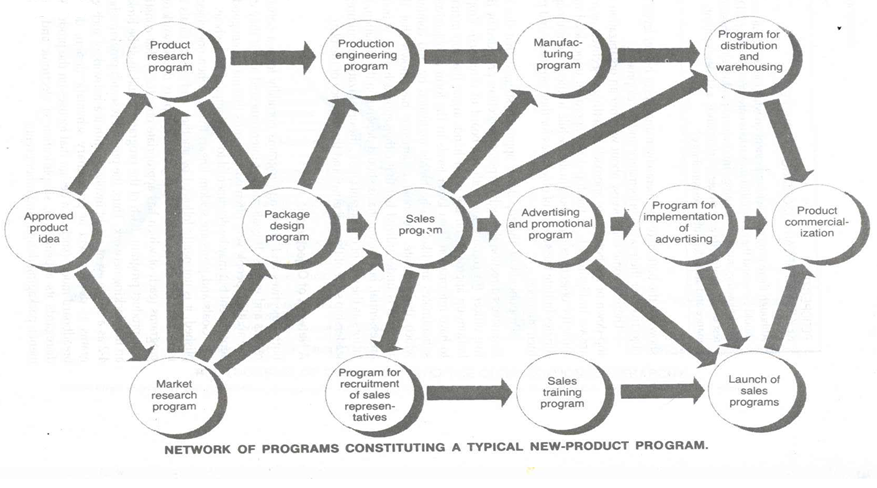 Product
research
program
Production
engineering
program
Manufac-
turing
program
Program for
distribution
and
warehousing
Approved
product
idea
Package
design
program
Sales
program
Advertising
and promotional
program
Program for
implementation
of
advertising
Product
commercial-
ization
Market
research
program
Program for
recruitment
of sales
represen-
tatives
Sales
training
program
Launch of
sales
programs
NETWORK OF PROGRAMS CONSTITUTING A TYPICAL NEW-PRODUCT PROGRAM.